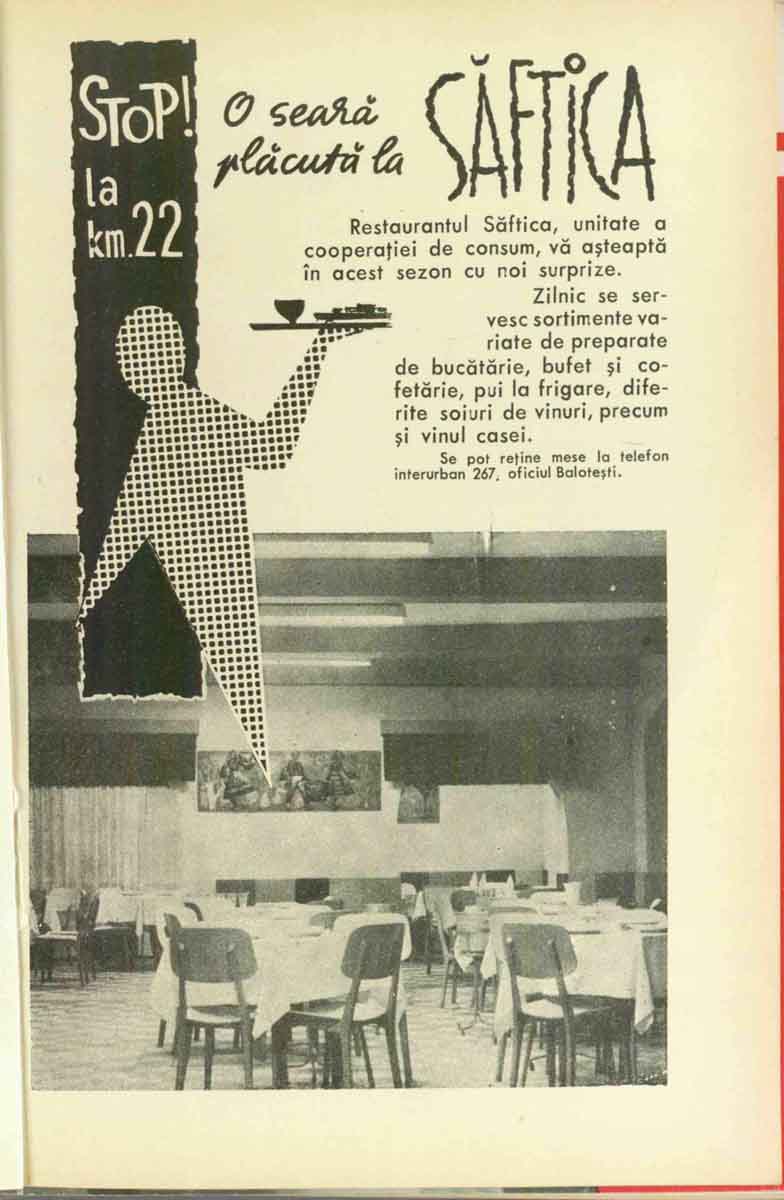 STOP!
la
km.22
O seară
plăcută la
SĂFTICA
Restaurantul Săftica, unitate a
cooperației de consum, vă așteaptă
în acest sezon cu noi surprize.
Zilnic se ser-
vesc sortimente va-
riate de preparate
de bucătărie, bufet și co-
fetărie, pui la frigare, dife-
rite soiuri de vinuri, precum
și vinul casei.
Se pot reține mese la telefon
interurban 267, oficiul Balotești.